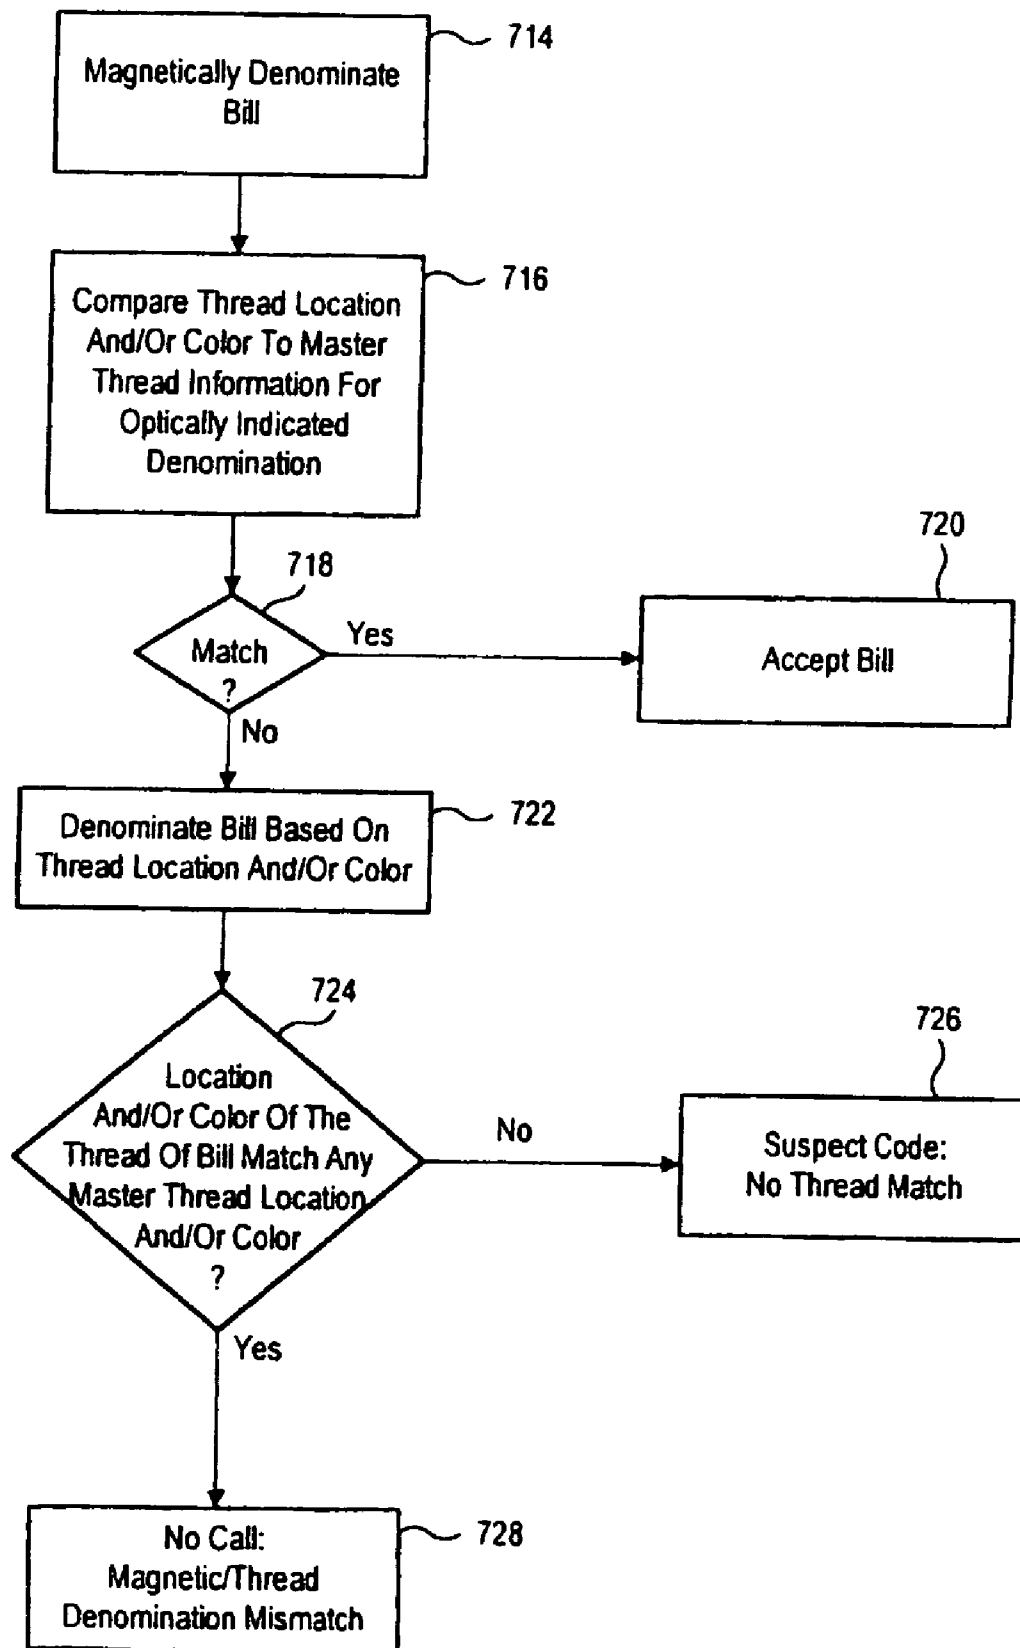 714
Magnetically Denominate
Bill
716
Compare Thread Location
And/Or Color To Master
Thread Information For
Optically Indicated
Denomination
718
Match
?
Yes
720
Accept Bill
No
722
Denominate Bill Based On
Thread Location And/Or Color
724
Location
And/Or Color Of The
Thread Of Bill Match Any
Master Thread Location
And/Or Color
?
No
726
Suspect Code:
No Thread Match
Yes
728
No Call:
Magnetic/Thread
Denomination Mismatch